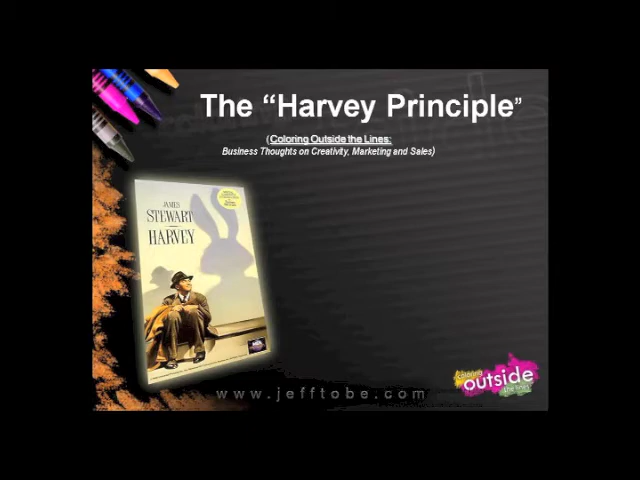 The “Harvey Principle”
(Coloring Outside the Lines:
Business Thoughts on Creativity, Marketing and Sales)
JAMES
STEWART
HARVEY
coloring
outside
the lines
www.jefftobe.com